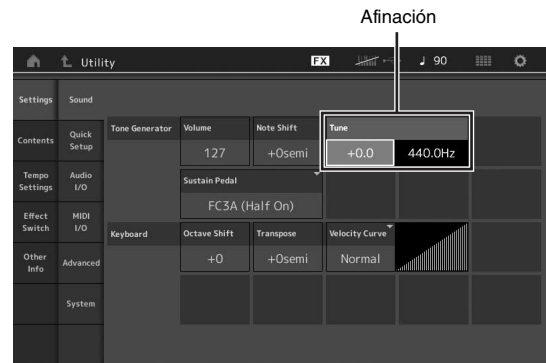 Afinación
Utility FX ♩ 90
Settings Sound
Contents Quick Setup
Tempo Settings Audio I/O
Effect Switch MIDI I/O
Other Info Advanced
System
Tone Generator Volume Note Shift Tune
127 +0semi +0.0 440.0Hz
Sustain Pedal
FC3A (Half On)
Keyboard Octave Shift Transpose Velocity Curve
+0 +0semi Normal